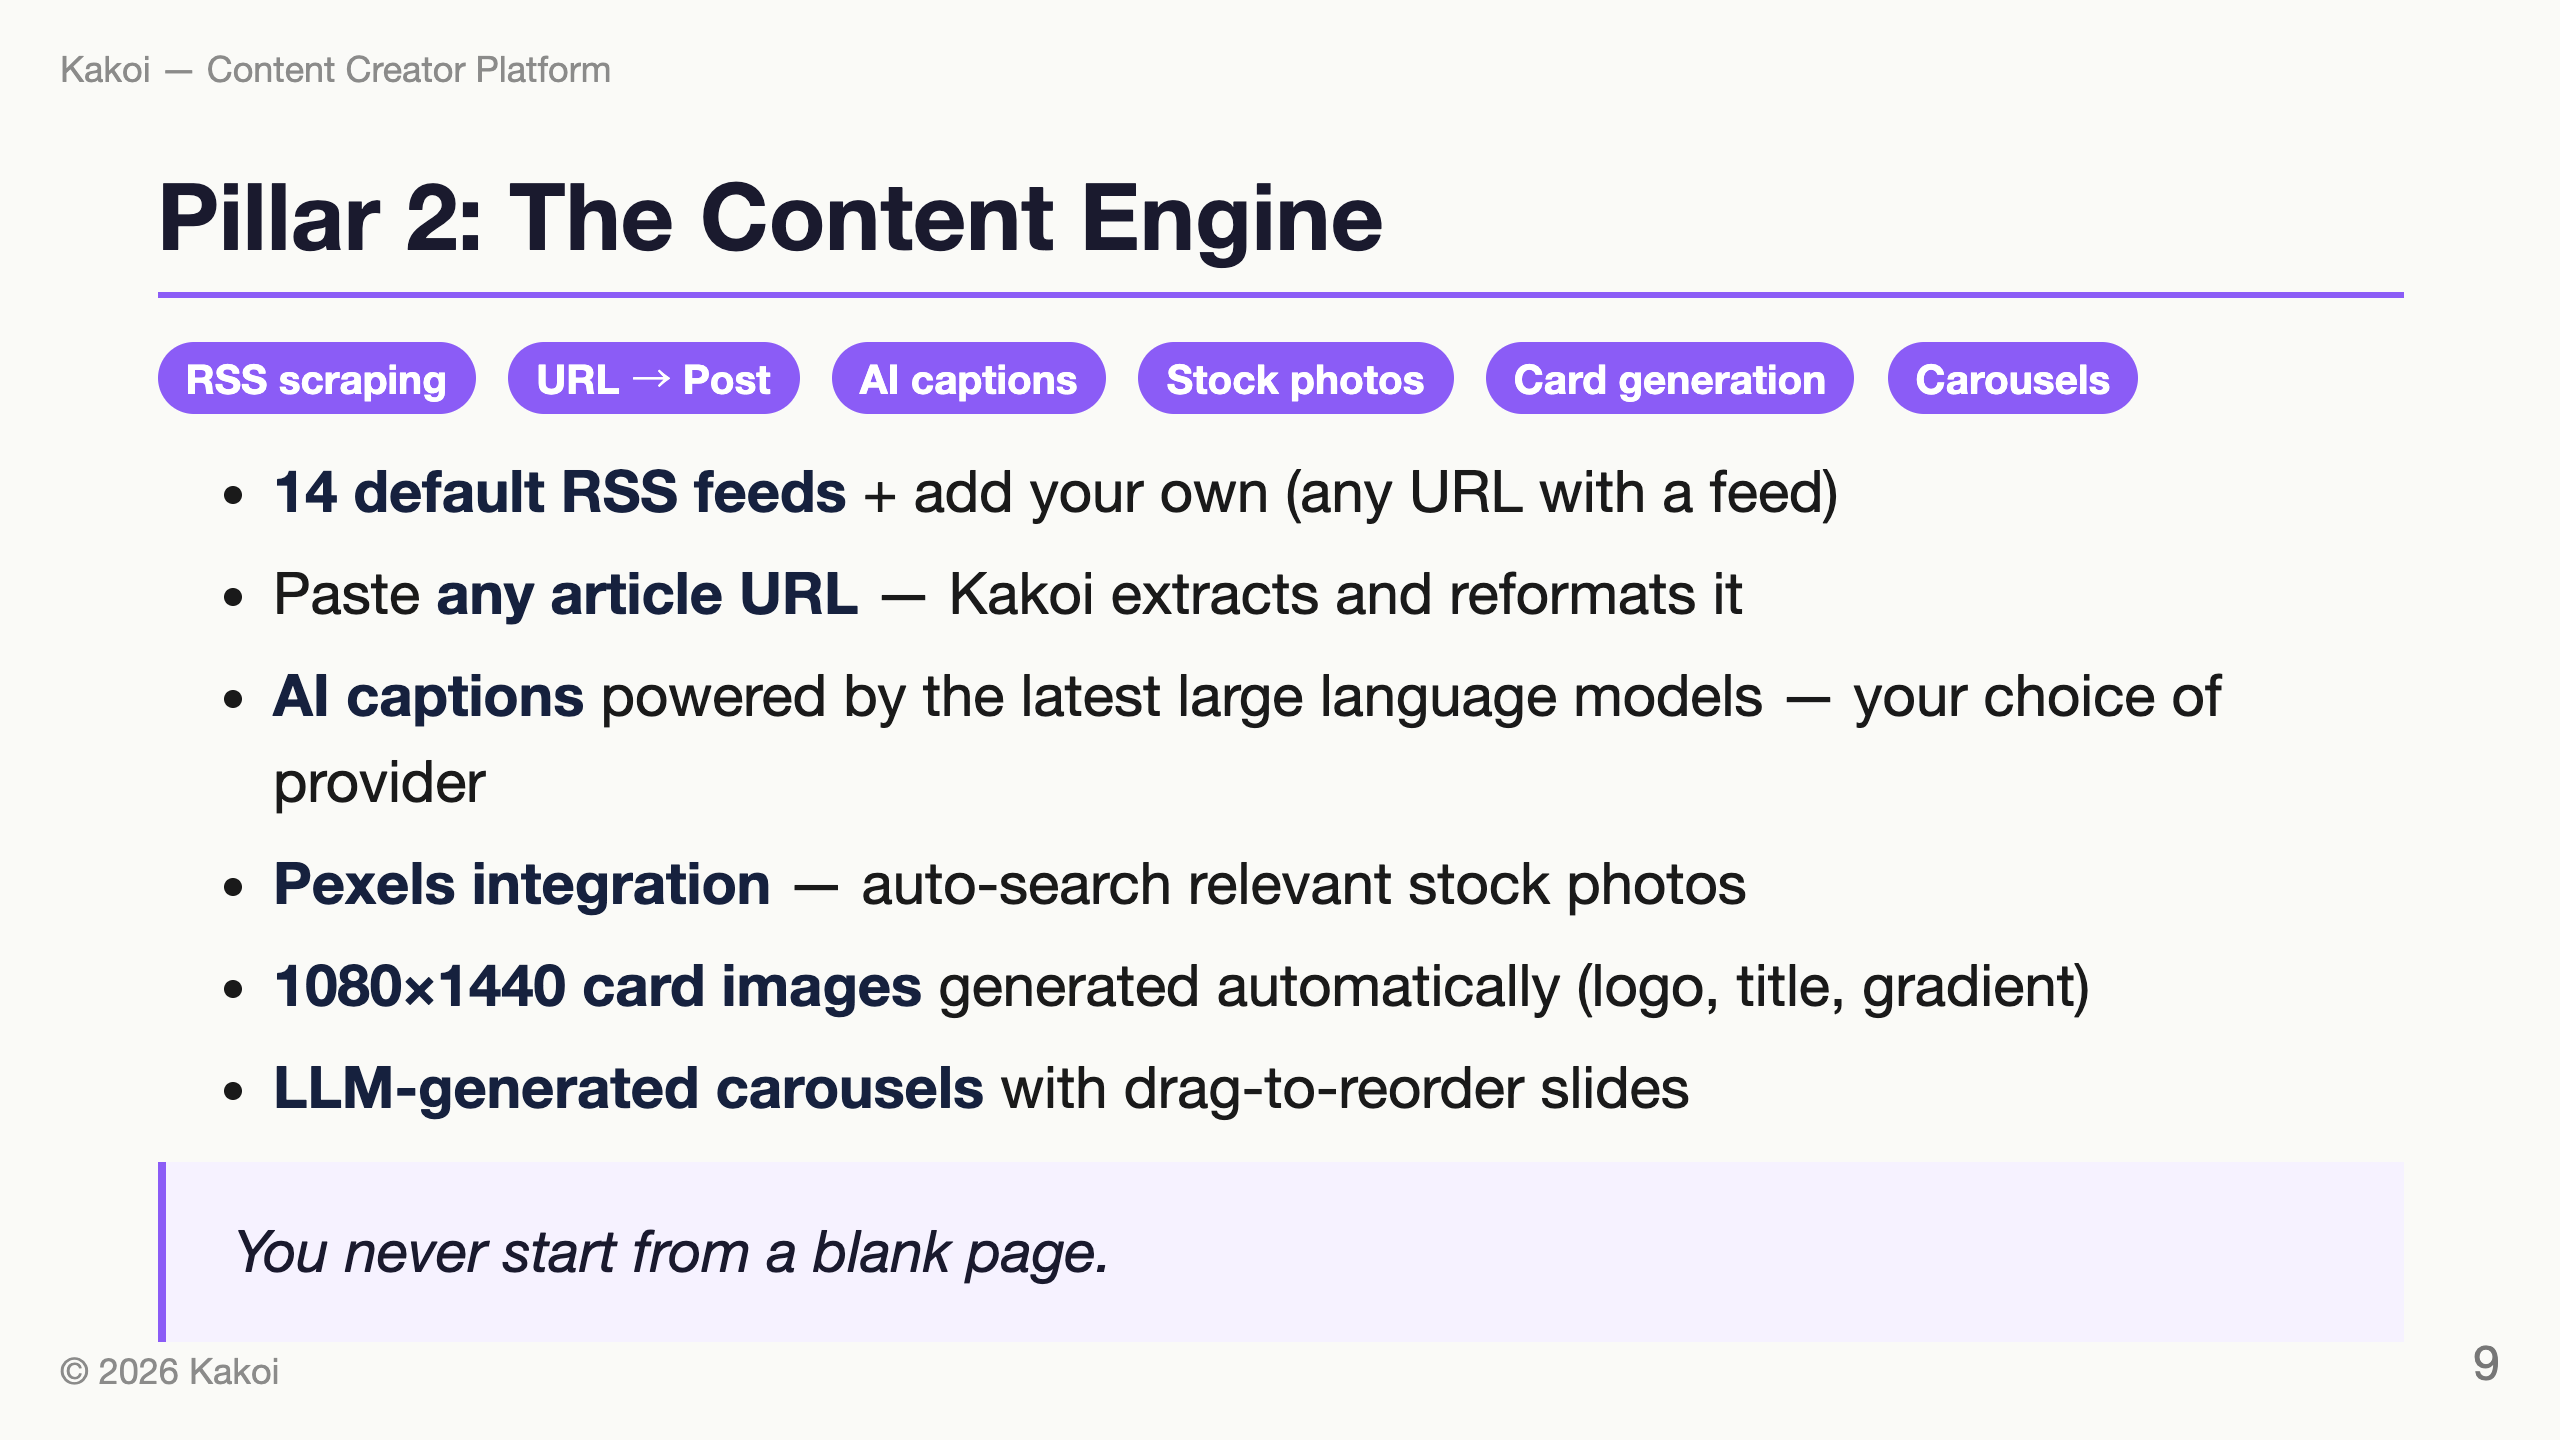 Kakoi — Content Creator Platform
Pillar 2: The Content Engine
RSS scraping URL → Post AI captions Stock photos Card generation Carousels
• 14 default RSS feeds + add your own (any URL with a feed)
• Paste any article URL — Kakoi extracts and reformats it
• AI captions powered by the latest large language models — your choice of
provider
• Pexels integration — auto-search relevant stock photos
• 1080×1440 card images generated automatically (logo, title, gradient)
• LLM-generated carousels with drag-to-reorder slides
You never start from a blank page.
© 2026 Kakoi
9